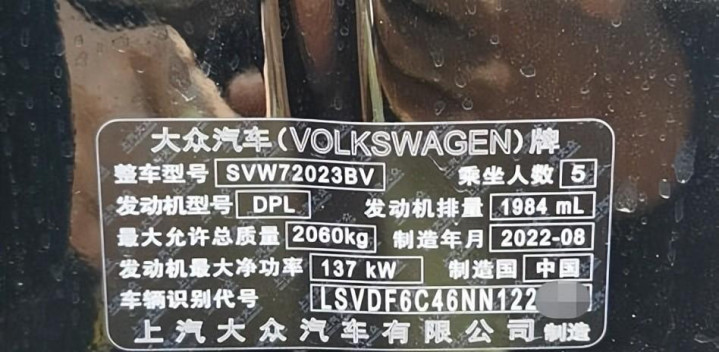 大众汽车(VOLKSWAGEN)牌
整车型号 SVW72023BV 乘坐人数 5
发动机型号 DPL 发动机排量 1984 mL
最大允许总质量 2060kg 制造年月 2022-08
发动机最大净功率 137 kW 制造国 中国
车辆识别代号 LSVDF6C46NN122
上汽大众汽车有限公司 制造